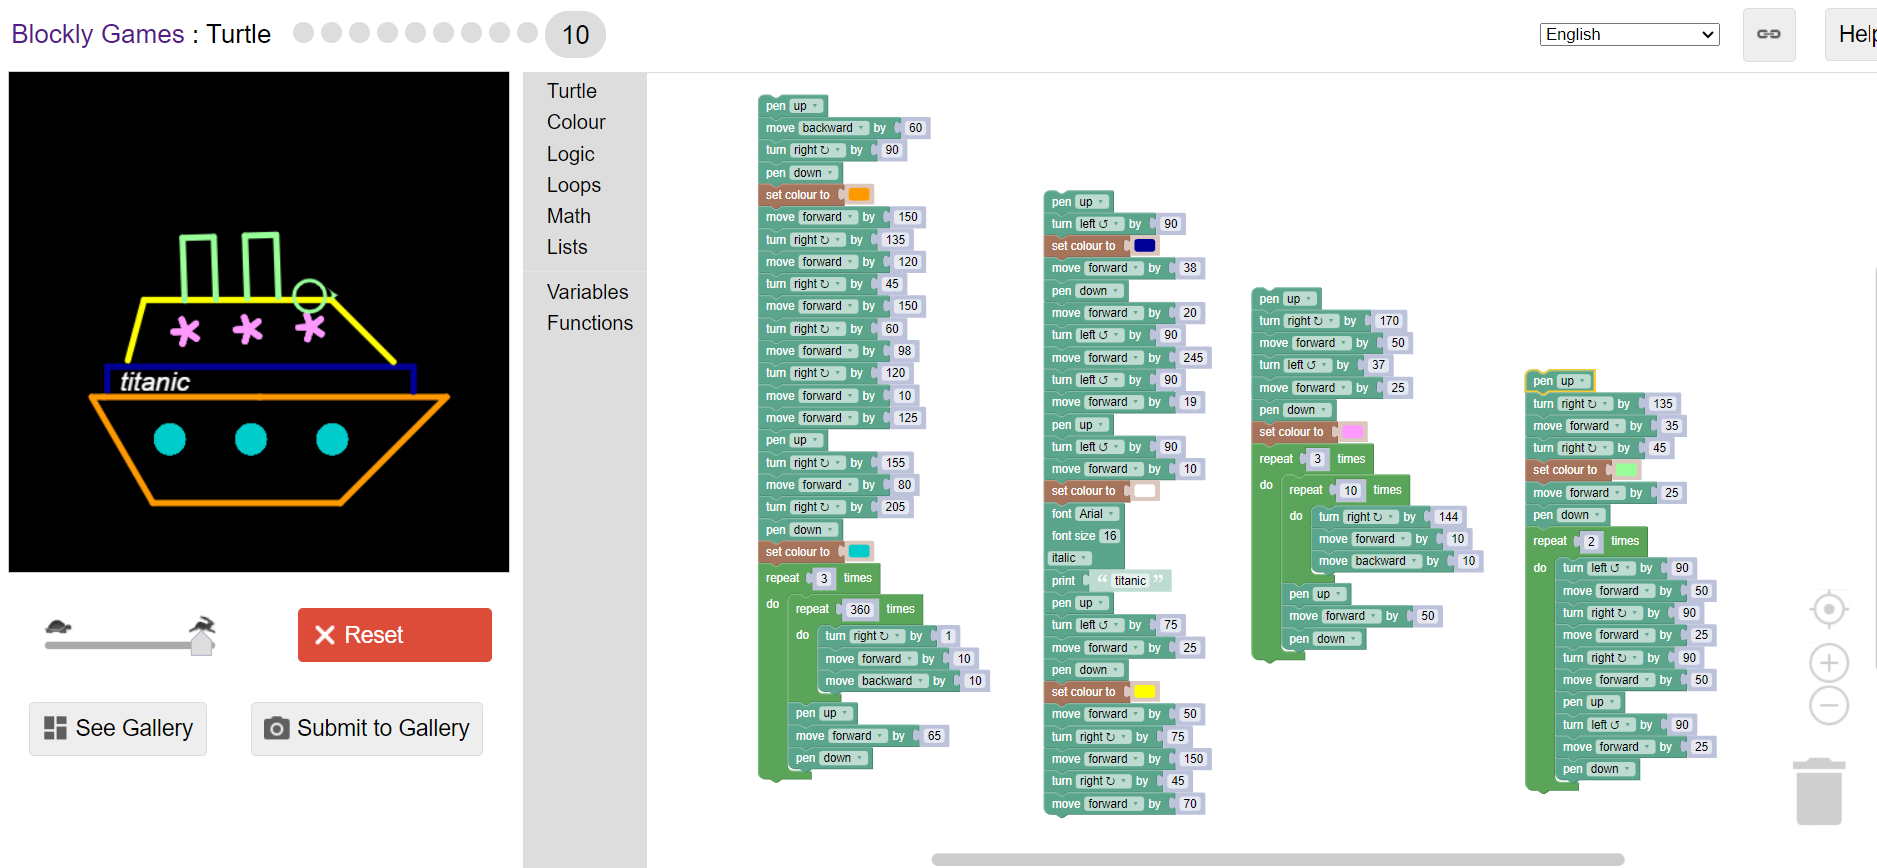 Blockly Games : Turtle 10 English Help
Turtle
Colour
Logic
Loops
Math
Lists
Variables
Functions
titanic
Reset
See Gallery Submit to Gallery
pen up
move backward by 60
turn right ↻ by 90
pen down
set colour to
move forward by 150
turn right ↻ by 135
move forward by 120
turn right ↻ by 45
move forward by 150
turn right ↻ by 60
move forward by 98
turn right ↻ by 120
move forward by 10
move forward by 125
pen up
turn right ↻ by 155
move forward by 80
turn right ↻ by 205
pen down
set colour to
repeat 3 times
do repeat 360 times
do turn right ↻ by 1
move forward by 10
move backward by 10
pen up
move forward by 65
pen down
pen up
turn left ↺ by 90
set colour to
move forward by 38
pen down
move forward by 20
turn left ↺ by 90
move forward by 245
turn left ↺ by 90
move forward by 19
pen up
turn left ↺ by 90
move forward by 10
set colour to
font Arial
font size 16
italic
print “ titanic ”
pen up
turn left ↺ by 75
move forward by 25
pen down
set colour to
move forward by 50
turn right ↻ by 75
move forward by 150
turn right ↻ by 45
move forward by 70
pen up
turn right ↻ by 170
move forward by 50
turn left ↺ by 37
move forward by 25
pen down
set colour to
repeat 3 times
do repeat 10 times
do turn right ↻ by 144
move forward by 10
move backward by 10
pen up
move forward by 50
pen down
pen up
turn right ↻ by 135
move forward by 35
turn right ↻ by 45
set colour to
move forward by 25
pen down
repeat 2 times
do turn left ↺ by 90
move forward by 50
turn right ↻ by 90
move forward by 25
turn right ↻ by 90
move forward by 50
pen up
turn left ↺ by 90
move forward by 25
pen down